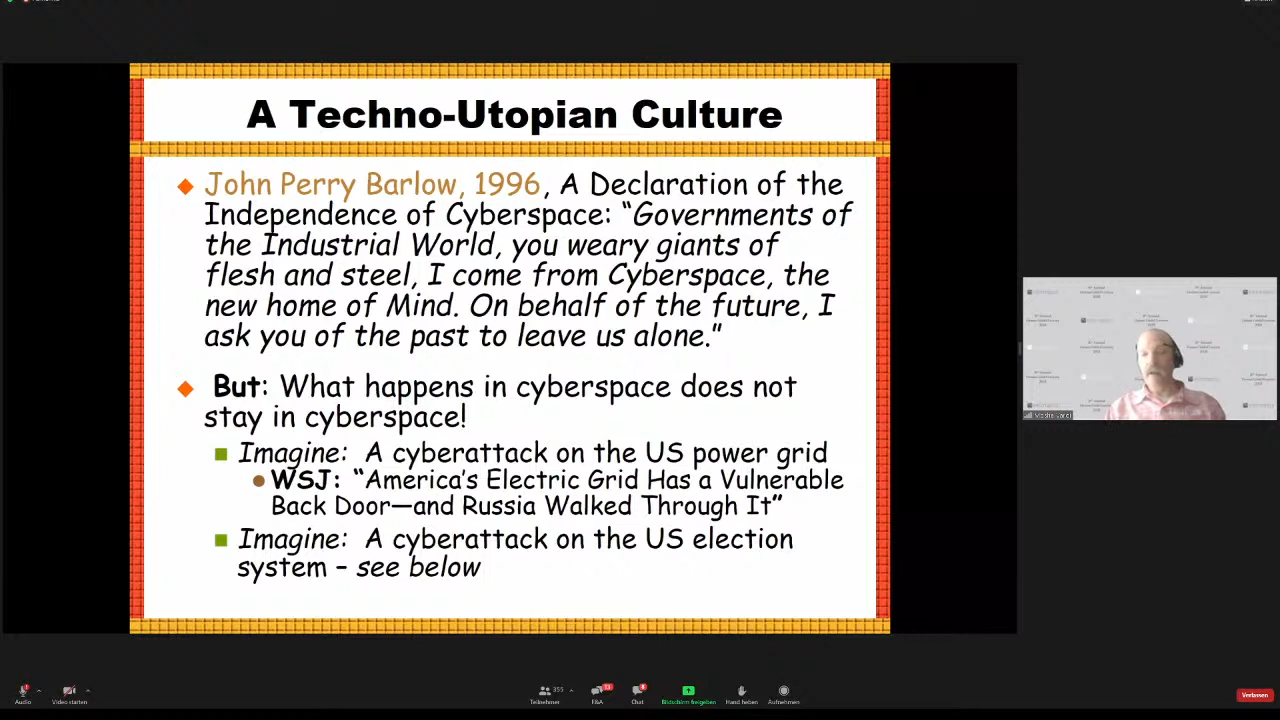 A Techno-Utopian Culture
John Perry Barlow, 1996, A Declaration of the
Independence of Cyberspace: “Governments of
the Industrial World, you weary giants of
flesh and steel, I come from Cyberspace, the
new home of Mind. On behalf of the future, I
ask you of the past to leave us alone.”
But: What happens in cyberspace does not
stay in cyberspace!
Imagine: A cyberattack on the US power grid
WSJ: “America’s Electric Grid Has a Vulnerable
Back Door—and Russia Walked Through It”
Imagine: A cyberattack on the US election
system – see below
Moshe Vardi
Audio
Video starten
355
Teilnehmer
13
F&A
Chat
Bildschirm freigeben
Hand heben
Aufnehmen
Verlassen